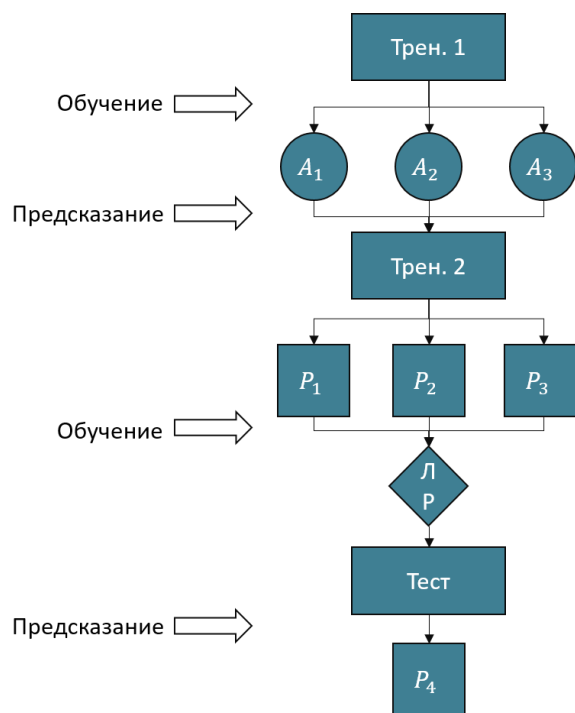 Трен. 1
Обучение
A₁ A₂ A₃
Предсказание
Трен. 2
P₁ P₂ P₃
Обучение
Л
Р
Тест
Предсказание
P₄